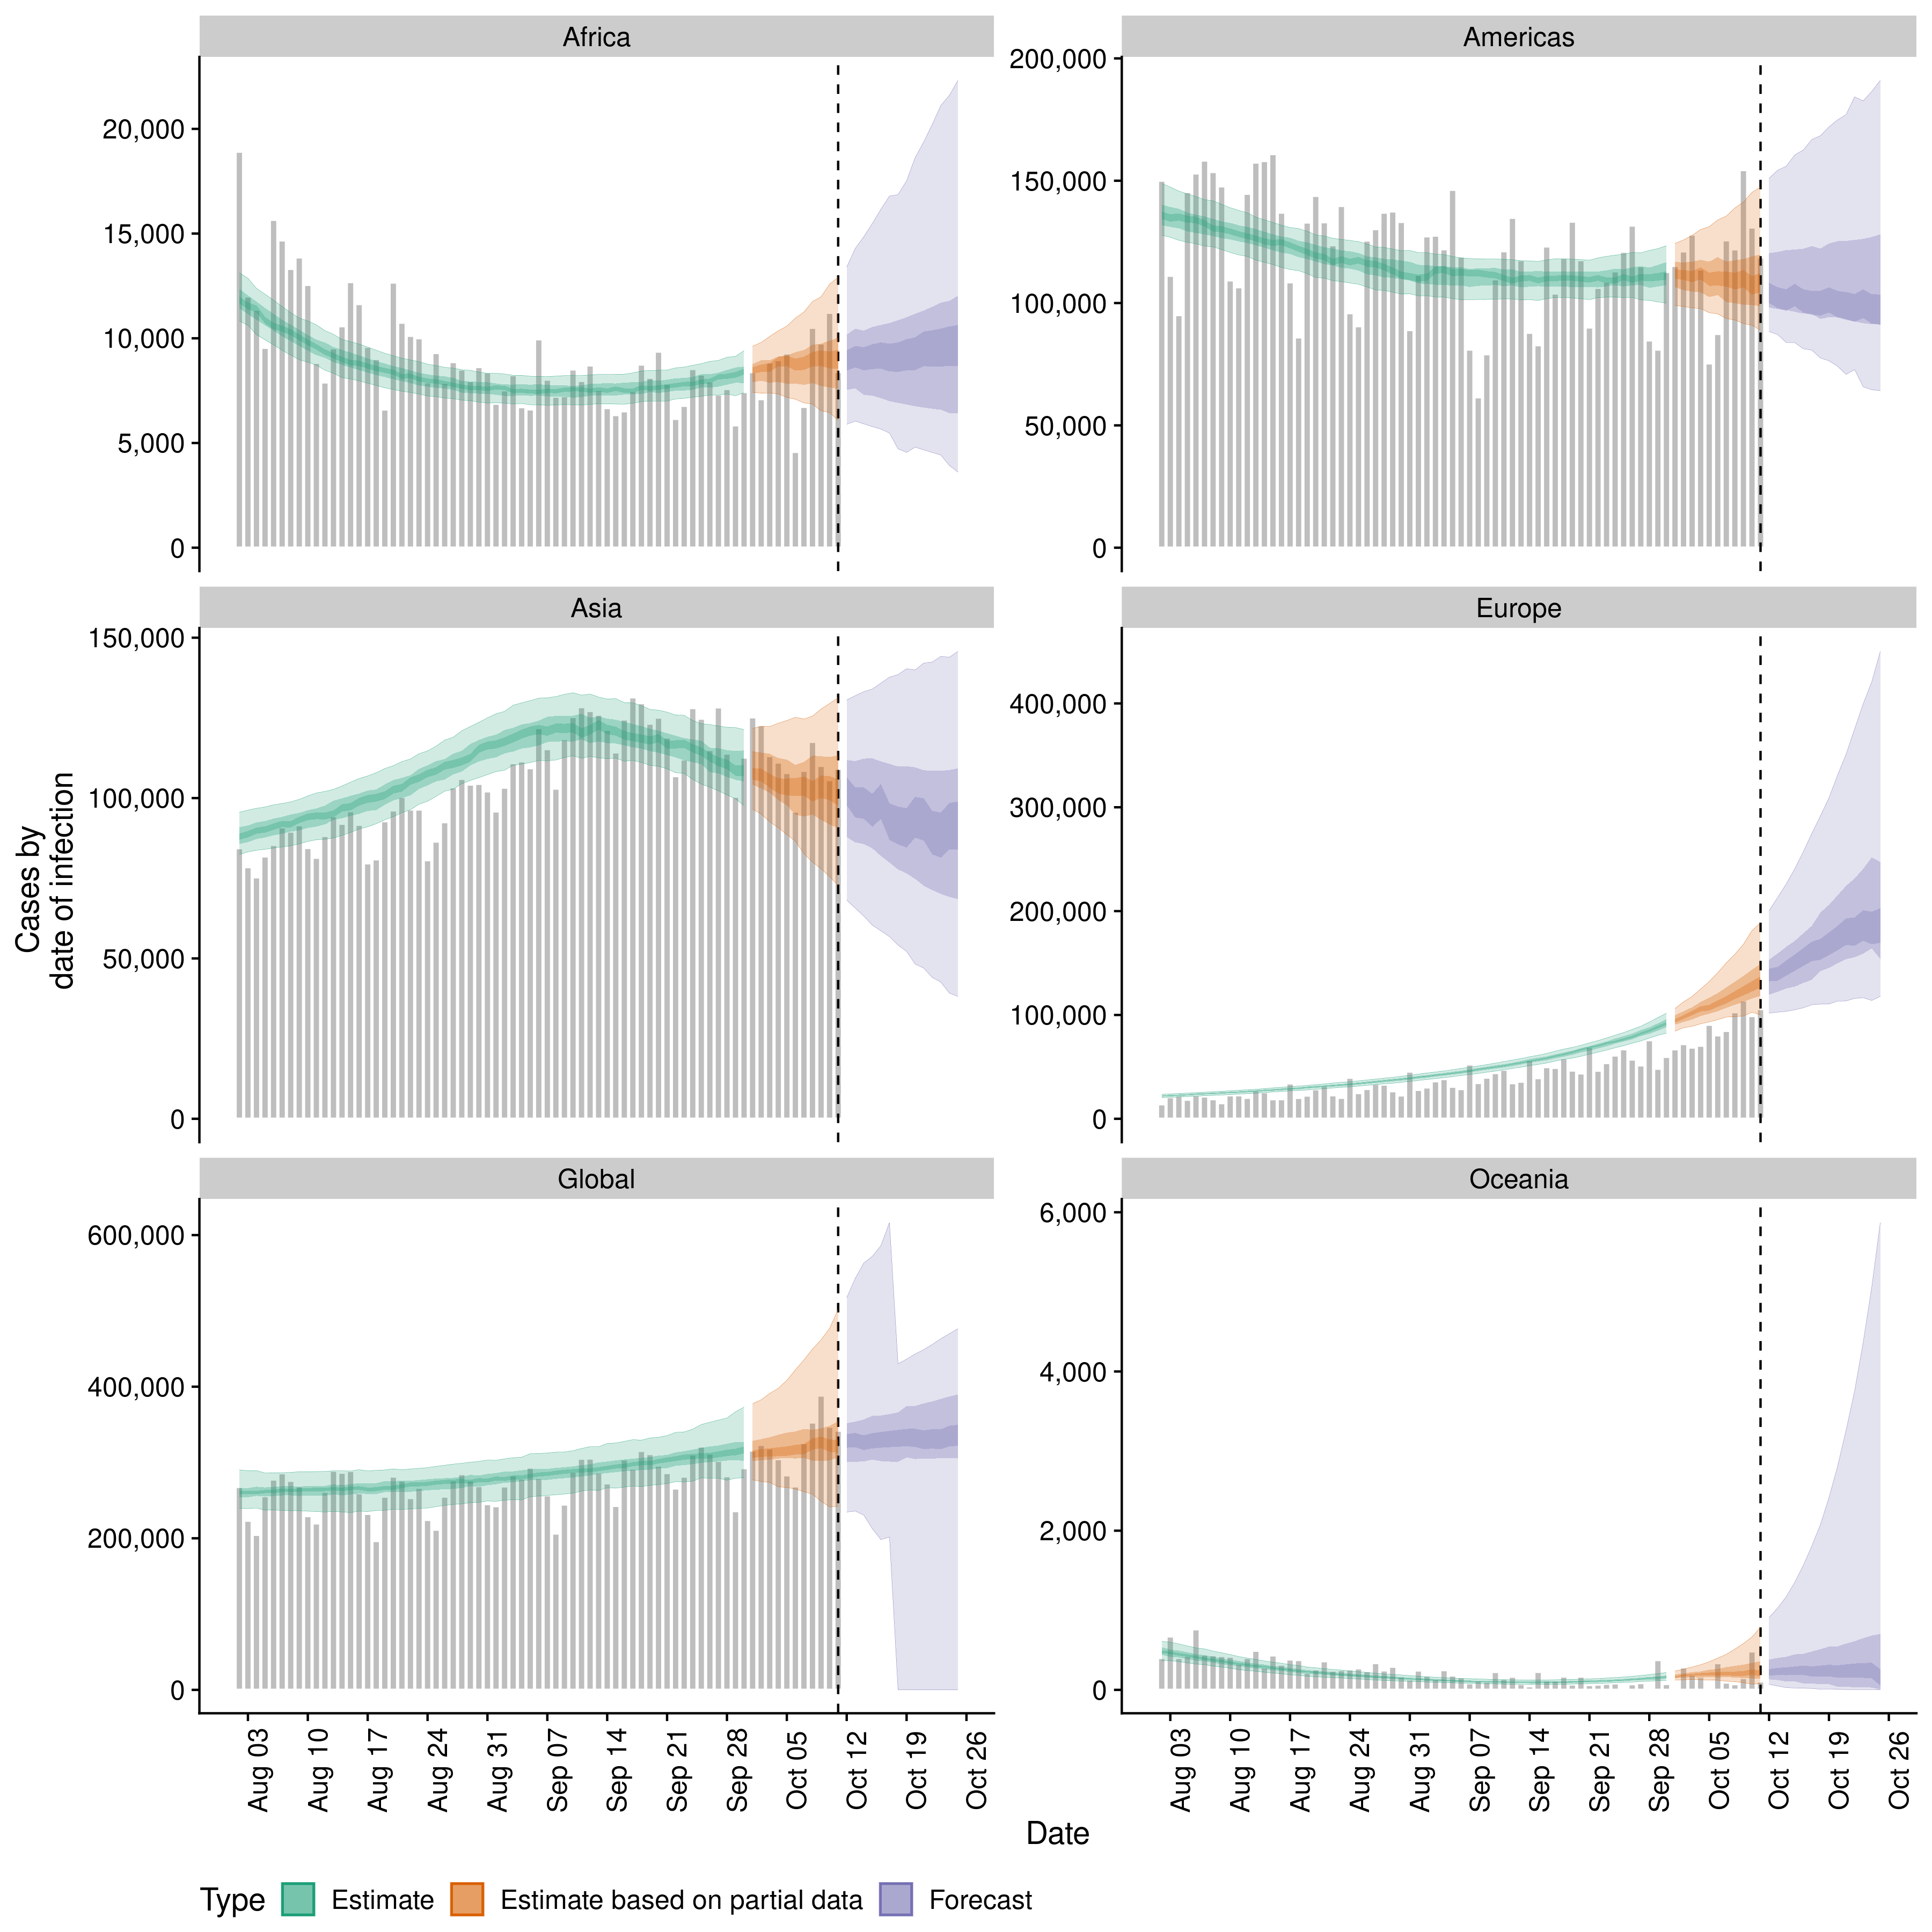 Africa
Americas
20,000
15,000
10,000
5,000
0
200,000
150,000
100,000
50,000
0
Asia
Europe
150,000
100,000
50,000
0
400,000
300,000
200,000
100,000
0
Cases by
date of infection
Global
Oceania
600,000
400,000
200,000
0
6,000
4,000
2,000
0
Aug 03
Aug 10
Aug 17
Aug 24
Aug 31
Sep 07
Sep 14
Sep 21
Sep 28
Oct 05
Oct 12
Oct 19
Oct 26
Aug 03
Aug 10
Aug 17
Aug 24
Aug 31
Sep 07
Sep 14
Sep 21
Sep 28
Oct 05
Oct 12
Oct 19
Oct 26
Date
Type Estimate Estimate based on partial data Forecast